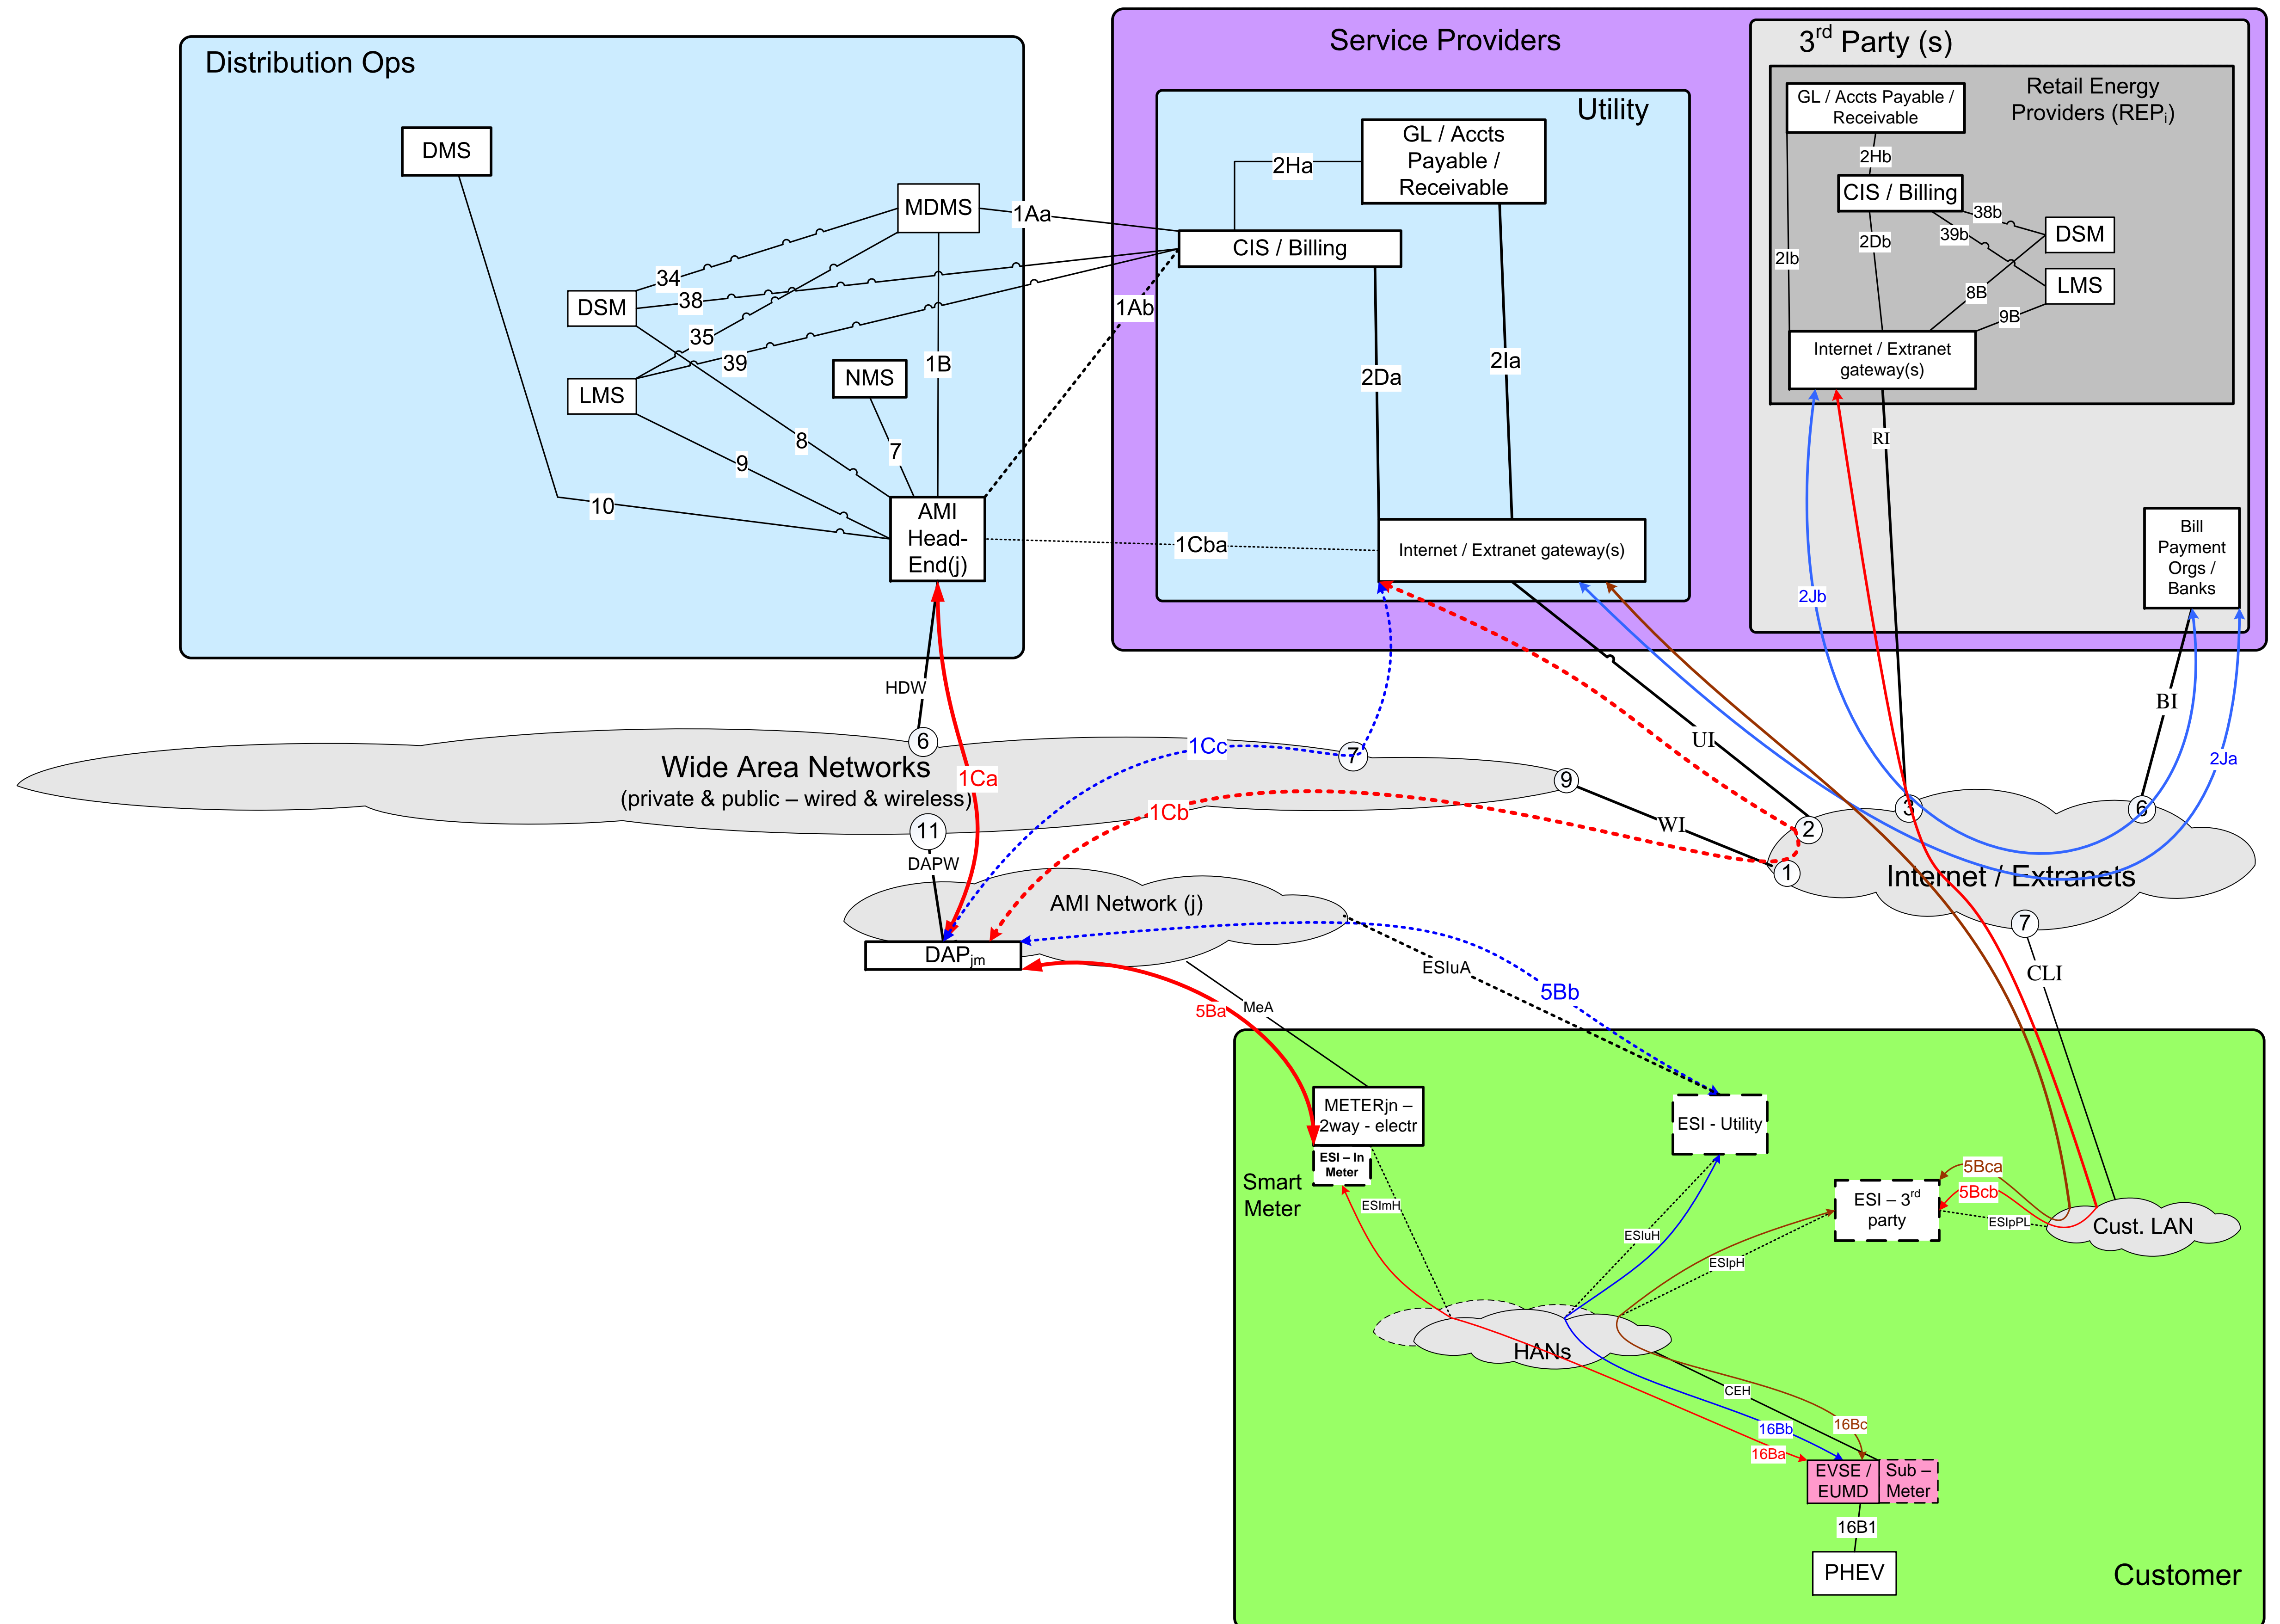 Distribution Ops
DMS
MDMS
DSM
LMS
NMS
AMI
Head-
End(j)
34
38
35
39
1B
8
7
9
10
1Aa
1Ab
1Cba
Service Providers
Utility
GL / Accts
Payable /
Receivable
2Ha
CIS / Billing
2Da
2Ia
Internet / Extranet gateway(s)
3rd Party (s)
Retail Energy
Providers (REPi)
GL / Accts Payable /
Receivable
2Hb
CIS / Billing
38b
39b
DSM
2Db
2Ib
LMS
8B
9B
Internet / Extranet
gateway(s)
RI
Bill
Payment
Orgs /
Banks
2Jb
BI
2Ja
UI
HDW
6
Wide Area Networks
(private & public – wired & wireless)
1Ca
1Cc
1Cb
7
9
11
DAPW
WI
2
3
6
1
Internet / Extranets
7
CLI
AMI Network (j)
DAPjm
ESIuA
5Bb
5Ba
MeA
METERjn –
2way - electr
ESI – In
Meter
Smart
Meter
ESI - Utility
ESI – 3rd
party
5Bca
5Bcb
ESIpPL
Cust. LAN
ESImH
ESIuH
ESIpH
HANs
CEH
16Bc
16Bb
16Ba
EVSE /
EUMD
Sub –
Meter
16B1
PHEV
Customer